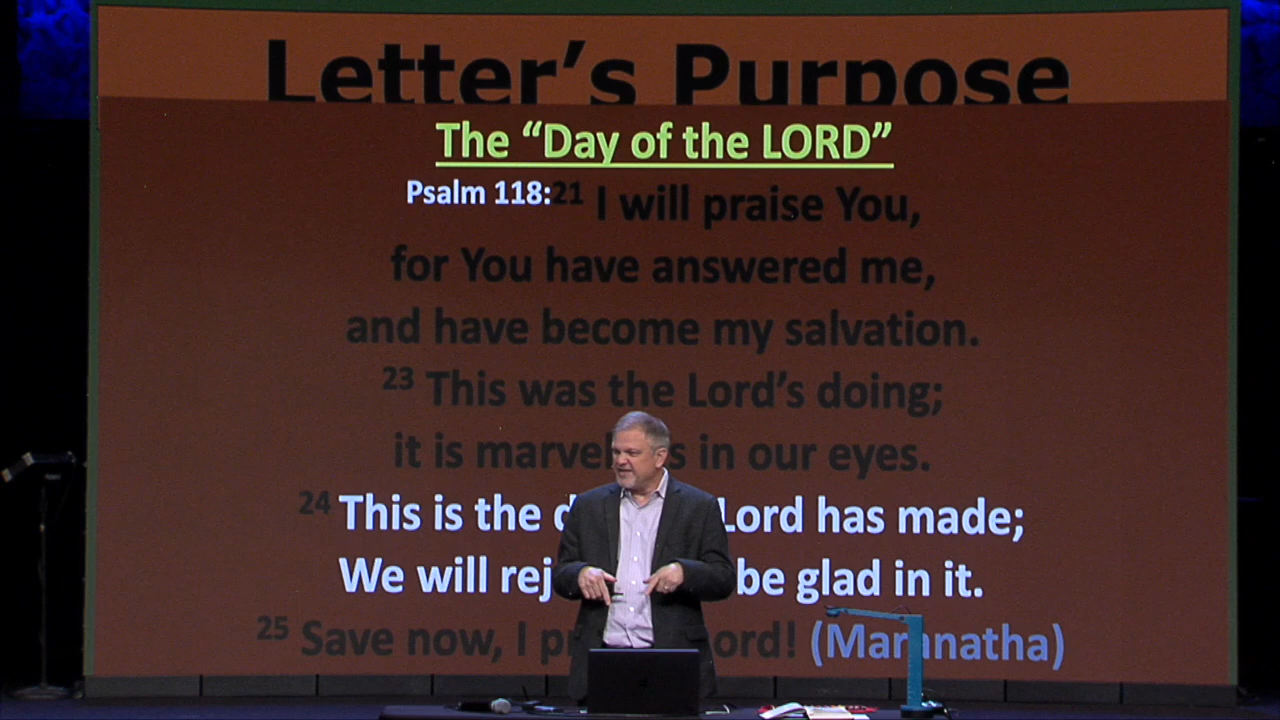 Letter's Purpose
The “Day of the LORD”
Psalm 118:21 I will praise You,
for You have answered me,
and have become my salvation.
23 This was the Lord's doing;
it is in our eyes.
24 This is the Lord has made;
We will be glad in it.
25 Save now, I Lord! (Maranatha)